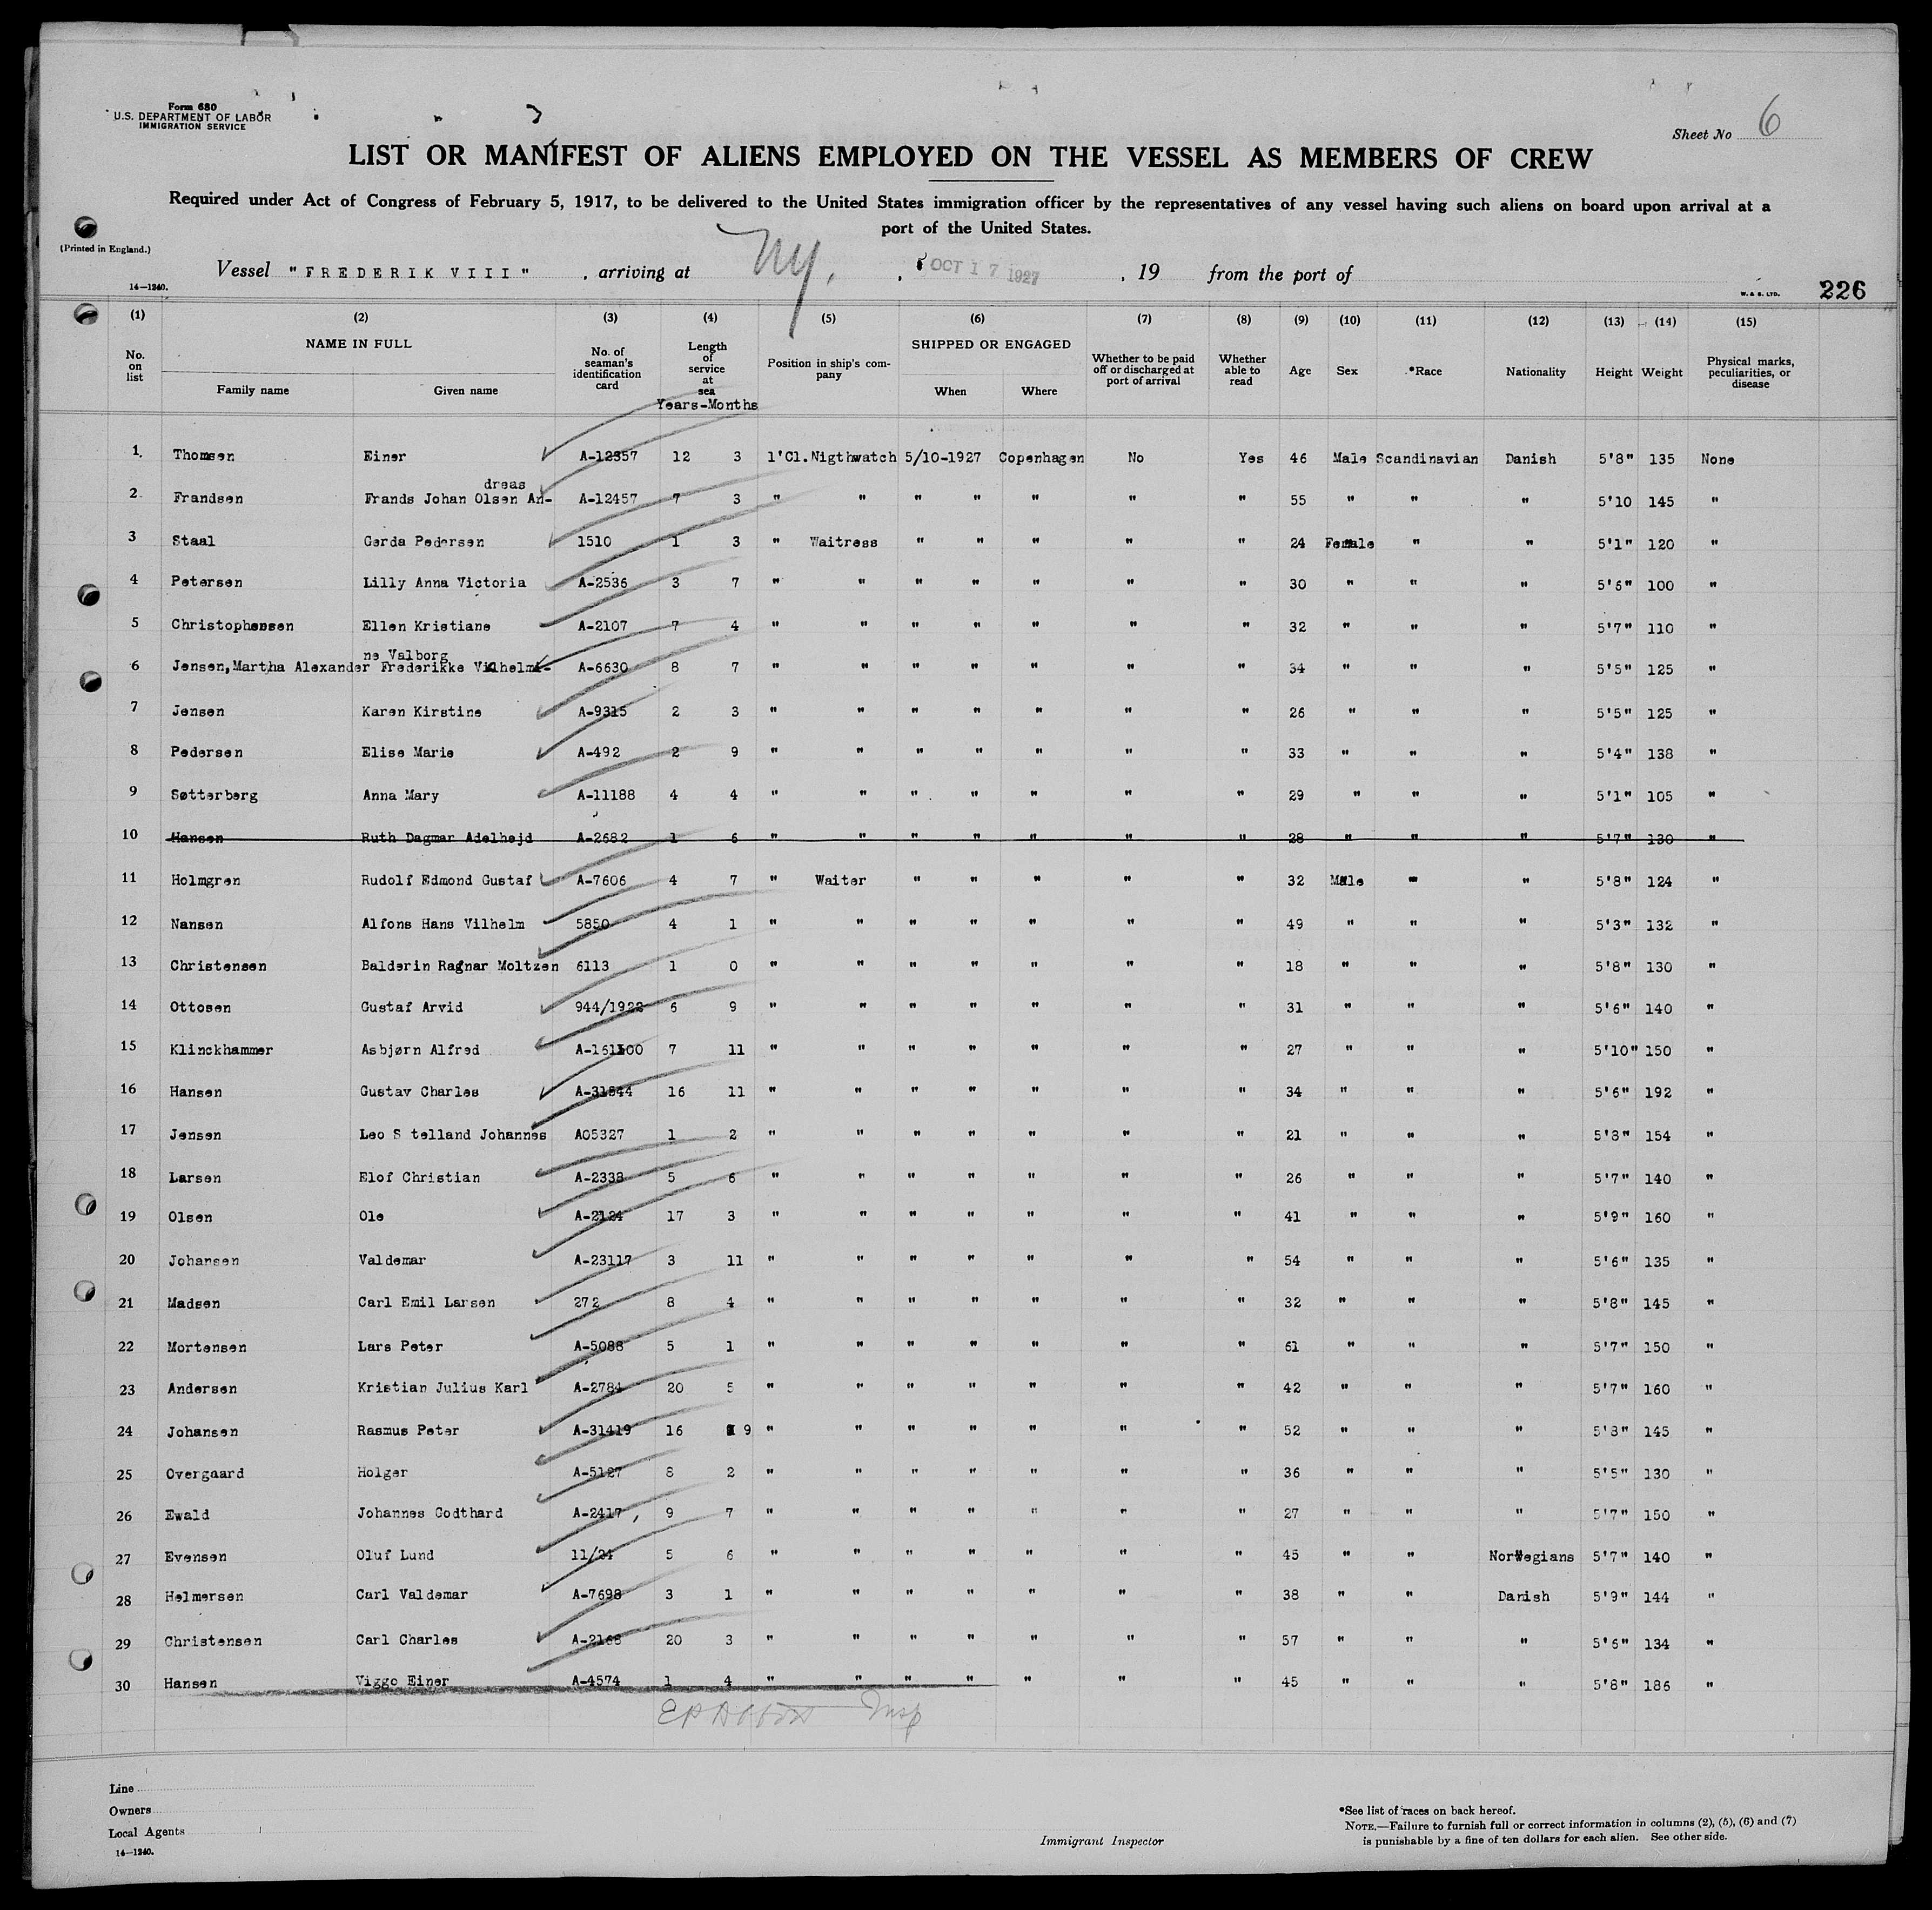 Form 680
U.S. DEPARTMENT OF LABOR
IMMIGRATION SERVICE
Sheet No 6
LIST OR MANIFEST OF ALIENS EMPLOYED ON THE VESSEL AS MEMBERS OF CREW
Required under Act of Congress of February 5, 1917, to be delivered to the United States immigration officer by the representatives of any vessel having such aliens on board upon arrival at a
port of the United States.
(Printed in England.)
Vessel "FREDERIK VIII" , arriving at NY. , OCT 17 1927 , 19 from the port of
14—1240.
W. & S. LTD.
226
(1) (2) (3) (4) (5) (6) (7) (8) (9) (10) (11) (12) (13) (14) (15)
No. on list NAME IN FULL Family name Given name No. of seaman's identification card Length of service at sea Years-Months Position in ship's company SHIPPED OR ENGAGED When Where Whether to be paid off or discharged at port of arrival Whether able to read Age Sex *Race Nationality Height Weight Physical marks, peculiarities, or disease
1. Thomsen Einer A-12357 12 3 1'Cl.Nigthwatch 5/10-1927 Copenhagen No Yes 46 Male Scandinavian Danish 5'8" 135 None
dreas
2. Frandsen Frands Johan Olsen An- A-12457 7 3 " " " " " " " 55 " " " 5'10 145 "
3 Staal Gerda Pedersen 1510 1 3 " Waitress " " " " " 24 Female " " 5'1" 120 "
4 Petersen Lilly Anna Victoria A-2536 3 7 " " " " " " " 30 " " " 5'6" 100 "
5 Christophensen Ellen Kristiane A-2107 7 4 " " " " " " " 32 " " " 5'7" 110 "
ne Valborg
6 Jensen,Martha Alexander Frederikke Vilhelmi- A-6630 8 7 " " " " " " " 34 " " " 5'5" 125 "
7 Jensen Karen Kirstine A-9315 2 3 " " " " " " " 26 " " " 5'5" 125 "
8 Pedersen Elise Marie A-492 2 9 " " " " " " " 33 " " " 5'4" 138 "
9 Søtterberg Anna Mary A-11188 4 4 " " " " " " " 29 " " " 5'1" 105 "
10 Hansen Ruth Dagmar Adelhejd A-2682 1 6 " " " " " " " 28 " " " 5'7" 130 "
11 Holmgren Rudolf Edmond Gustaf A-7606 4 7 " Waiter " " " " " 32 Male " " 5'8" 124 "
12 Nansen Alfons Hans Vilhelm 5850 4 1 " " " " " " " 49 " " " 5'3" 132 "
13 Christensen Balderin Ragnar Moltzen 6113 1 0 " " " " " " " 18 " " " 5'8" 130 "
14 Ottosen Gustaf Arvid 944/1922 6 9 " " " " " " " 31 " " " 5'6" 140 "
15 Klinckhammer Asbjørn Alfred 7 11 " " " " " " " 27 " " " 5'10" 150 "
16 Hansen Gustav Charles A-31844 16 11 " " " " " " " 34 " " " 5'6" 192 "
17 Jensen Leo S telland Johannes A05327 1 2 " " " " " " " 21 " " " 5'8" 154 "
18 Larsen Elof Christian A-2338 5 6 " " " " " " " 26 " " " 5'7" 140 "
19 Olsen Ole A-2124 17 3 " " " " " " " 41 " " " 5'9" 160 "
20 Johansen Valdemar A-23117 3 11 " " " " " " " 54 " " " 5'6" 135 "
21 Madsen Carl Emil Larsen 272 8 4 " " " " " " " 32 " " " 5'8" 145 "
22 Mortensen Lars Peter A-5088 5 1 " " " " " " " 61 " " " 5'7" 150 "
23 Andersen Kristian Julius Karl A-2784 20 5 " " " " " " " 42 " " " 5'7" 160 "
24 Johansen Rasmus Peter A-31419 16 9 " " " " " " " 52 " " " 5'8" 145 "
25 Overgaard Holger A-5127 8 2 " " " " " " " 36 " " " 5'5" 130 "
26 Ewald Johannes Godthard A-2417 9 7 " " " " " " " 27 " " " 5'7" 150 "
27 Evensen Oluf Lund 11/24 5 6 " " " " " " " 45 " " Norwegians 5'7" 140 "
28 Helmersen Carl Valdemar A-7698 3 1 " " " " " " " 38 " " Danish 5'9" 144 "
29 Christensen Carl Charles A-2168 20 3 " " " " " " " 57 " " " 5'6" 134 "
30 Hansen Viggo Einer A-4574 1 4 " " " " " " " 45 " " " 5'8" 186 "
Insp
Line
Owners
Local Agents
14—1240.
Immigrant Inspector
*See list of races on back hereof.
NOTE.—Failure to furnish full or correct information in columns (2), (5), (6) and (7)
is punishable by a fine of ten dollars for each alien. See other side.